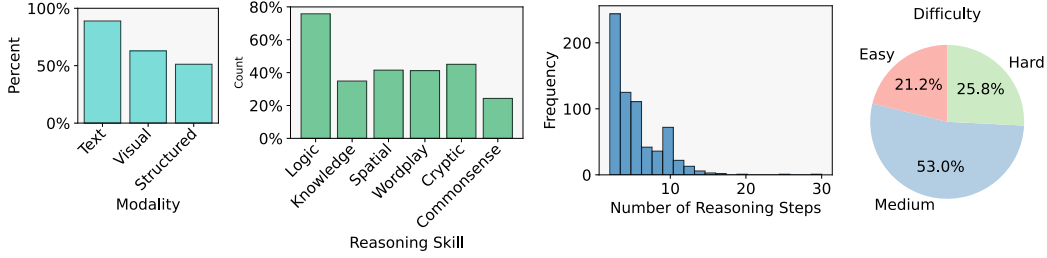 100%
50%
0%
Percent
Text
Visual
Structured
Modality
80%
60%
40%
20%
0%
Count
Logic
Knowledge
Spatial
Wordplay
Cryptic
Commonsense
Reasoning Skill
200
100
0
Frequency
10
20
30
Number of Reasoning Steps
Difficulty
Easy
21.2%
Hard
25.8%
53.0%
Medium